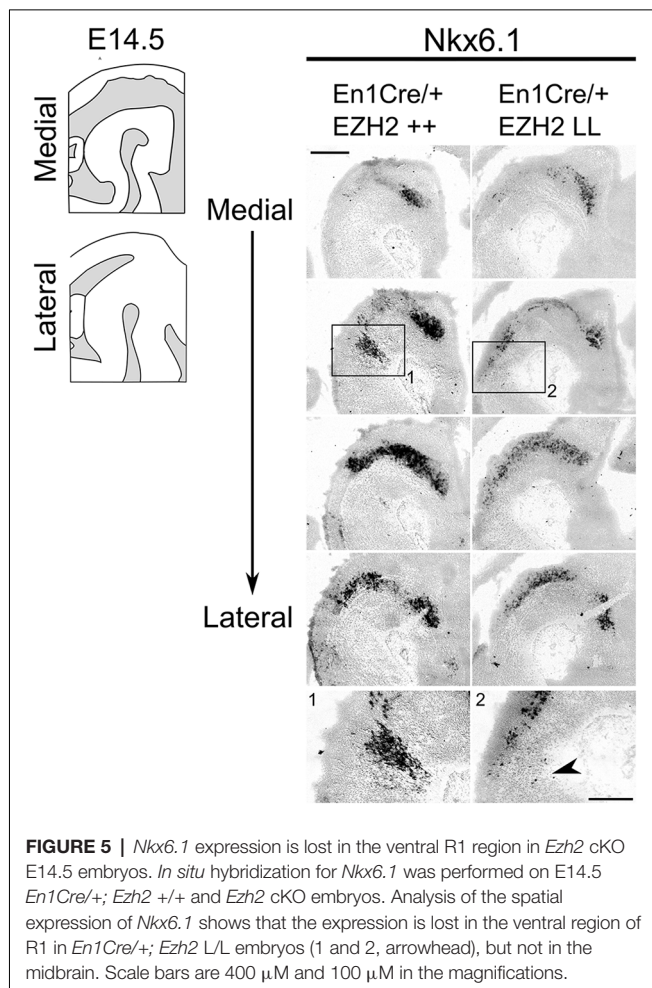 E14.5
Nkx6.1
Medial
Lateral
En1Cre/+
EZH2 ++
En1Cre/+
EZH2 LL
Medial
Lateral
1
2
1
2
FIGURE 5 | Nkx6.1 expression is lost in the ventral R1 region in Ezh2 cKO
E14.5 embryos. In situ hybridization for Nkx6.1 was performed on E14.5
En1Cre/+; Ezh2 +/+ and Ezh2 cKO embryos. Analysis of the spatial
expression of Nkx6.1 shows that the expression is lost in the ventral region of
R1 in En1Cre/+; Ezh2 L/L embryos (1 and 2, arrowhead), but not in the
midbrain. Scale bars are 400 μM and 100 μM in the magnifications.